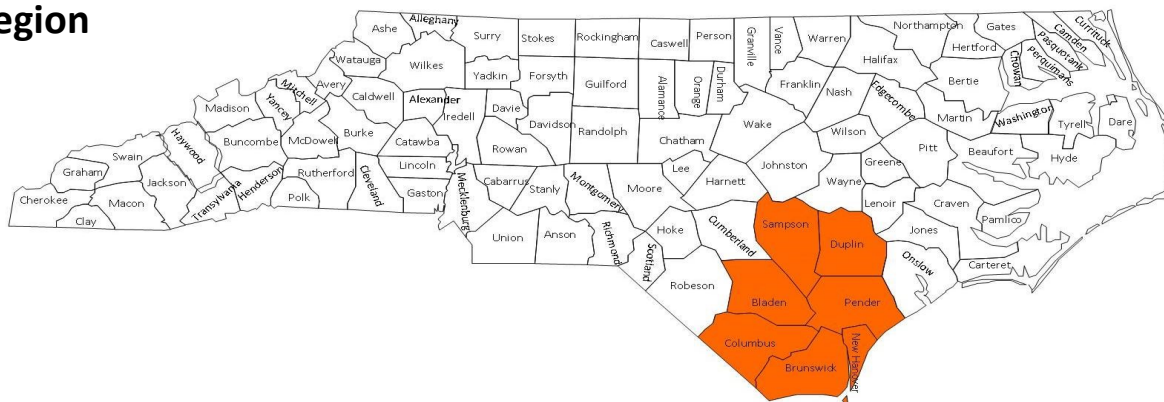 egion
Ashe
Alleghany
Surry
Stokes
Rockingham
Caswell
Person
Granville
Vance
Warren
Northampton
Gates
Currituck
Camden
Pasquotank
Perquimans
Chowan
Hertford
Halifax
Bertie
Watauga
Wilkes
Yadkin
Forsyth
Guilford
Alamance
Orange
Durham
Franklin
Nash
Edgecombe
Martin
Washington
Tyrell
Dare
Avery
Mitchell
Yancey
Madison
Caldwell
Alexander
Iredell
Davie
Davidson
Randolph
Chatham
Wake
Wilson
Pitt
Beaufort
Hyde
Haywood
Buncombe
McDowell
Burke
Catawba
Rowan
Lee
Johnston
Greene
Wayne
Lenoir
Craven
Pamlico
Swain
Graham
Jackson
Cherokee
Macon
Clay
Transylvania
Henderson
Polk
Rutherford
Cleveland
Lincoln
Gaston
Mecklenburg
Cabarrus
Stanly
Montgomery
Moore
Harnett
Union
Anson
Richmond
Scotland
Hoke
Cumberland
Sampson
Duplin
Jones
Onslow
Carteret
Robeson
Bladen
Pender
Columbus
Brunswick
New Hanover